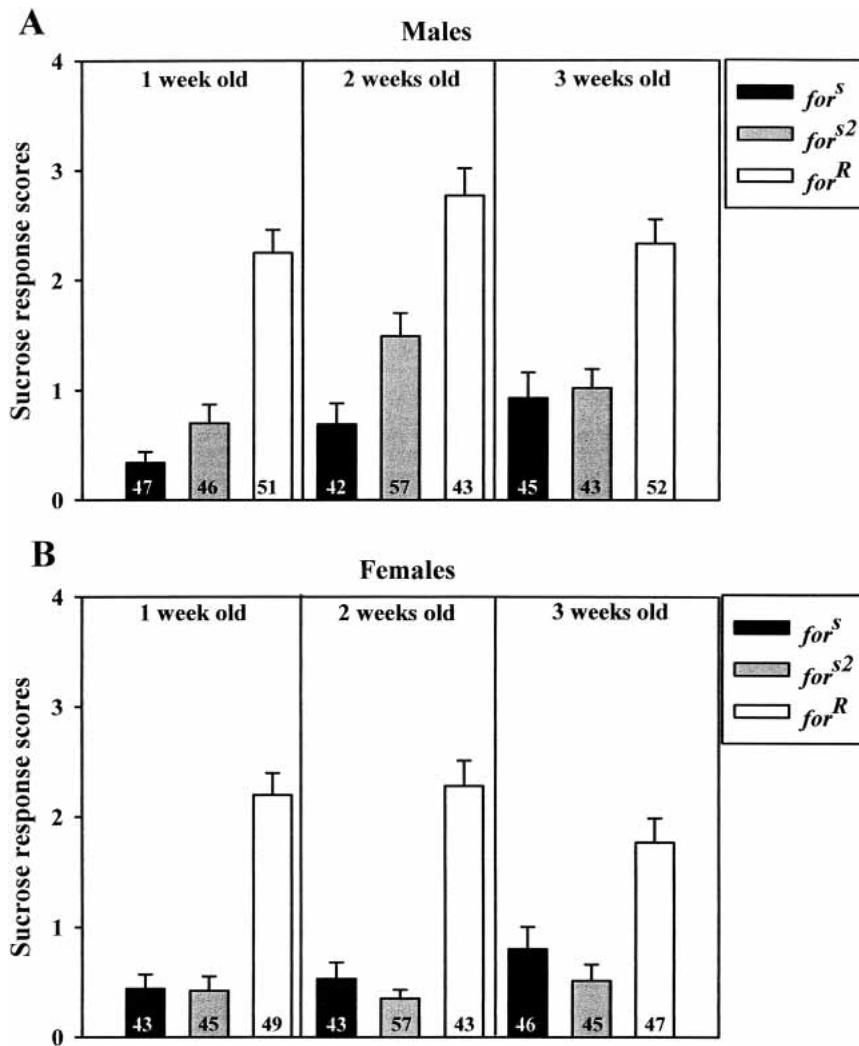 A
Males
1 week old 2 weeks old 3 weeks old
for^s
for^s2
for^R
Sucrose response scores
4
3
2
1
0
47 46 51 42 57 43 45 43 52
B
Females
1 week old 2 weeks old 3 weeks old
for^s
for^s2
for^R
Sucrose response scores
4
3
2
1
0
43 45 49 43 57 43 46 45 47